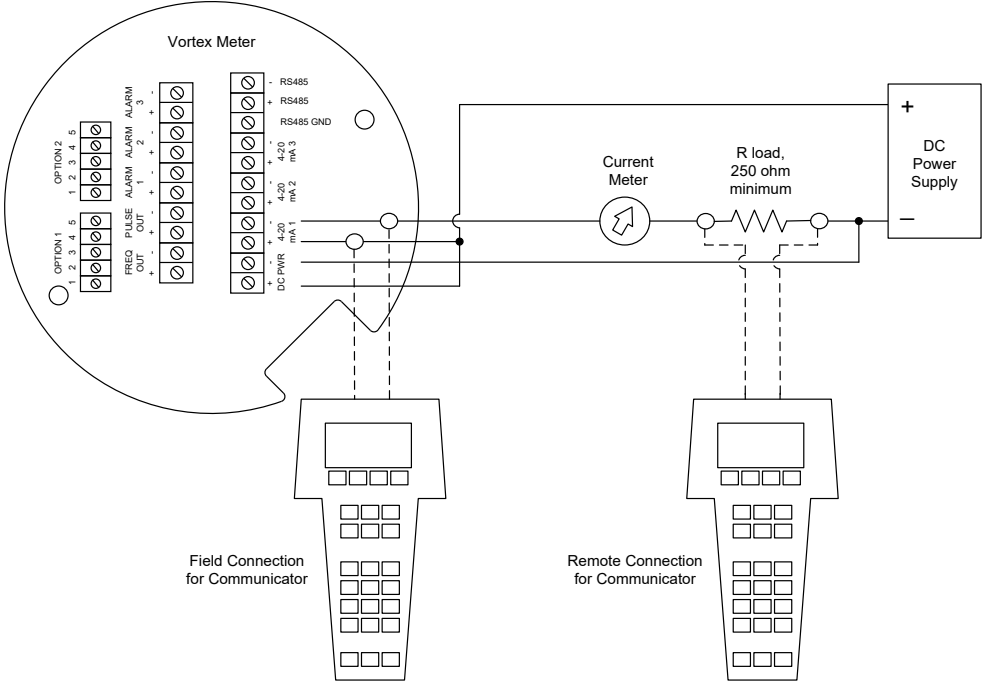 Vortex Meter
- RS485
+ RS485
RS485 GND
- +
4-20
mA 3
- +
4-20
mA 2
- +
4-20
mA 1
- +
DC PWR
- +
ALARM
3
- +
ALARM
2
- +
ALARM
1
- +
PULSE
OUT
- +
FREQ
OUT
OPTION 2
1 2 3 4 5
OPTION 1
1 2 3 4 5
Current
Meter
R load,
250 ohm
minimum
+
DC
Power
Supply
–
Field Connection
for Communicator
Remote Connection
for Communicator